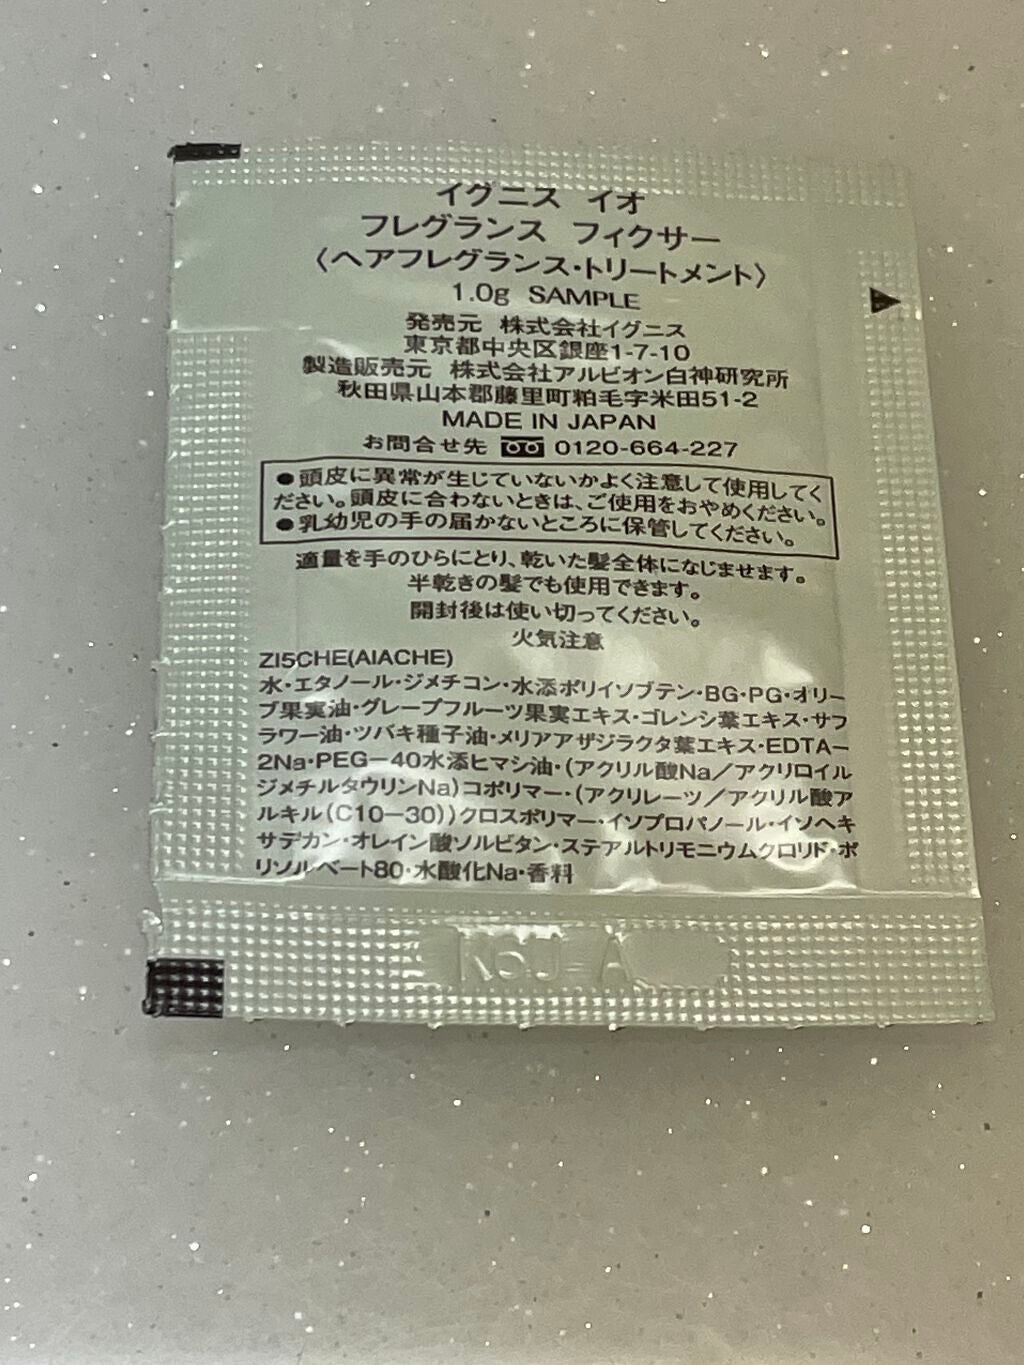 イグニス イオ
フレグランス フィクサー
〈ヘアフレグランス・トリートメント〉
1.0g SAMPLE
発売元 株式会社イグニス
東京都中央区銀座1-7-10
製造販売元 株式会社アルビオン白神研究所
秋田県山本郡藤里町粕毛字米田51-2
MADE IN JAPAN
お問合せ先 0120-664-227
●頭皮に異常が生じていないかよく注意して使用してく
ださい。頭皮に合わないときは、ご使用をおやめください。
●乳幼児の手の届かないところに保管してください。
適量を手のひらにとり、乾いた髪全体になじませます。
半乾きの髪でも使用できます。
開封後は使い切ってください。
火気注意
ZI5CHE(AIACHE)
水・エタノール・ジメチコン・水添ポリイソブテン・BG・PG・オリー
ブ果実油・グレープフルーツ果実エキス・ゴレンシ葉エキス・サフ
ラワー油・ツバキ種子油・メリアアザジラクタ葉エキス・EDTA－
2Na・PEG－40水添ヒマシ油・(アクリル酸Na／アクリロイル
ジメチルタウリンNa)コポリマー・(アクリレーツ／アクリル酸ア
ルキル(C10－30))クロスポリマー・イソプロパノール・イソヘキ
サデカン・オレイン酸ソルビタン・ステアルトリモニウムクロリド・ポ
リソルベート80・水酸化Na・香料